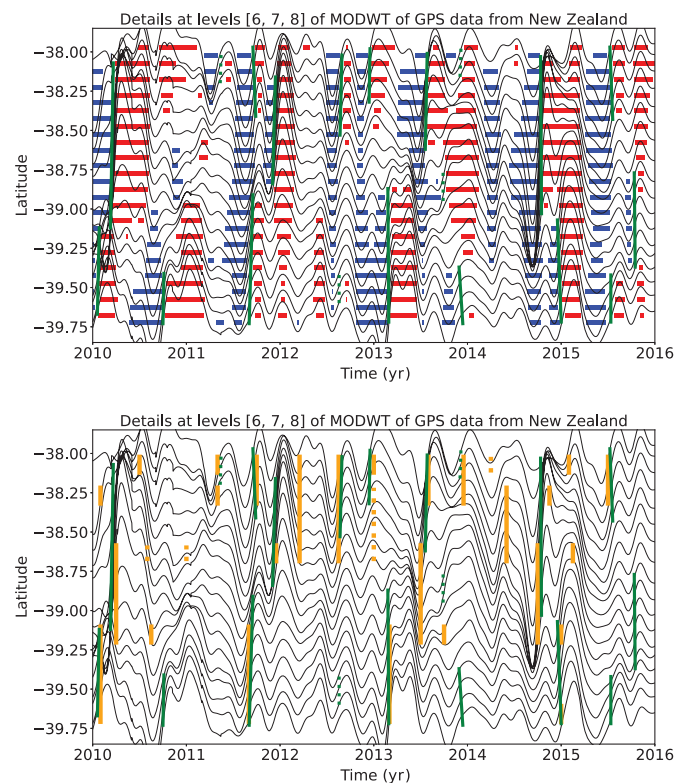 Details at levels [6, 7, 8] of MODWT of GPS data from New Zealand
−38.00
−38.25
−38.50
−38.75
−39.00
−39.25
−39.50
−39.75
Latitude
2010 2011 2012 2013 2014 2015 2016
Time (yr)
Details at levels [6, 7, 8] of MODWT of GPS data from New Zealand
−38.00
−38.25
−38.50
−38.75
−39.00
−39.25
−39.50
−39.75
Latitude
2010 2011 2012 2013 2014 2015 2016
Time (yr)